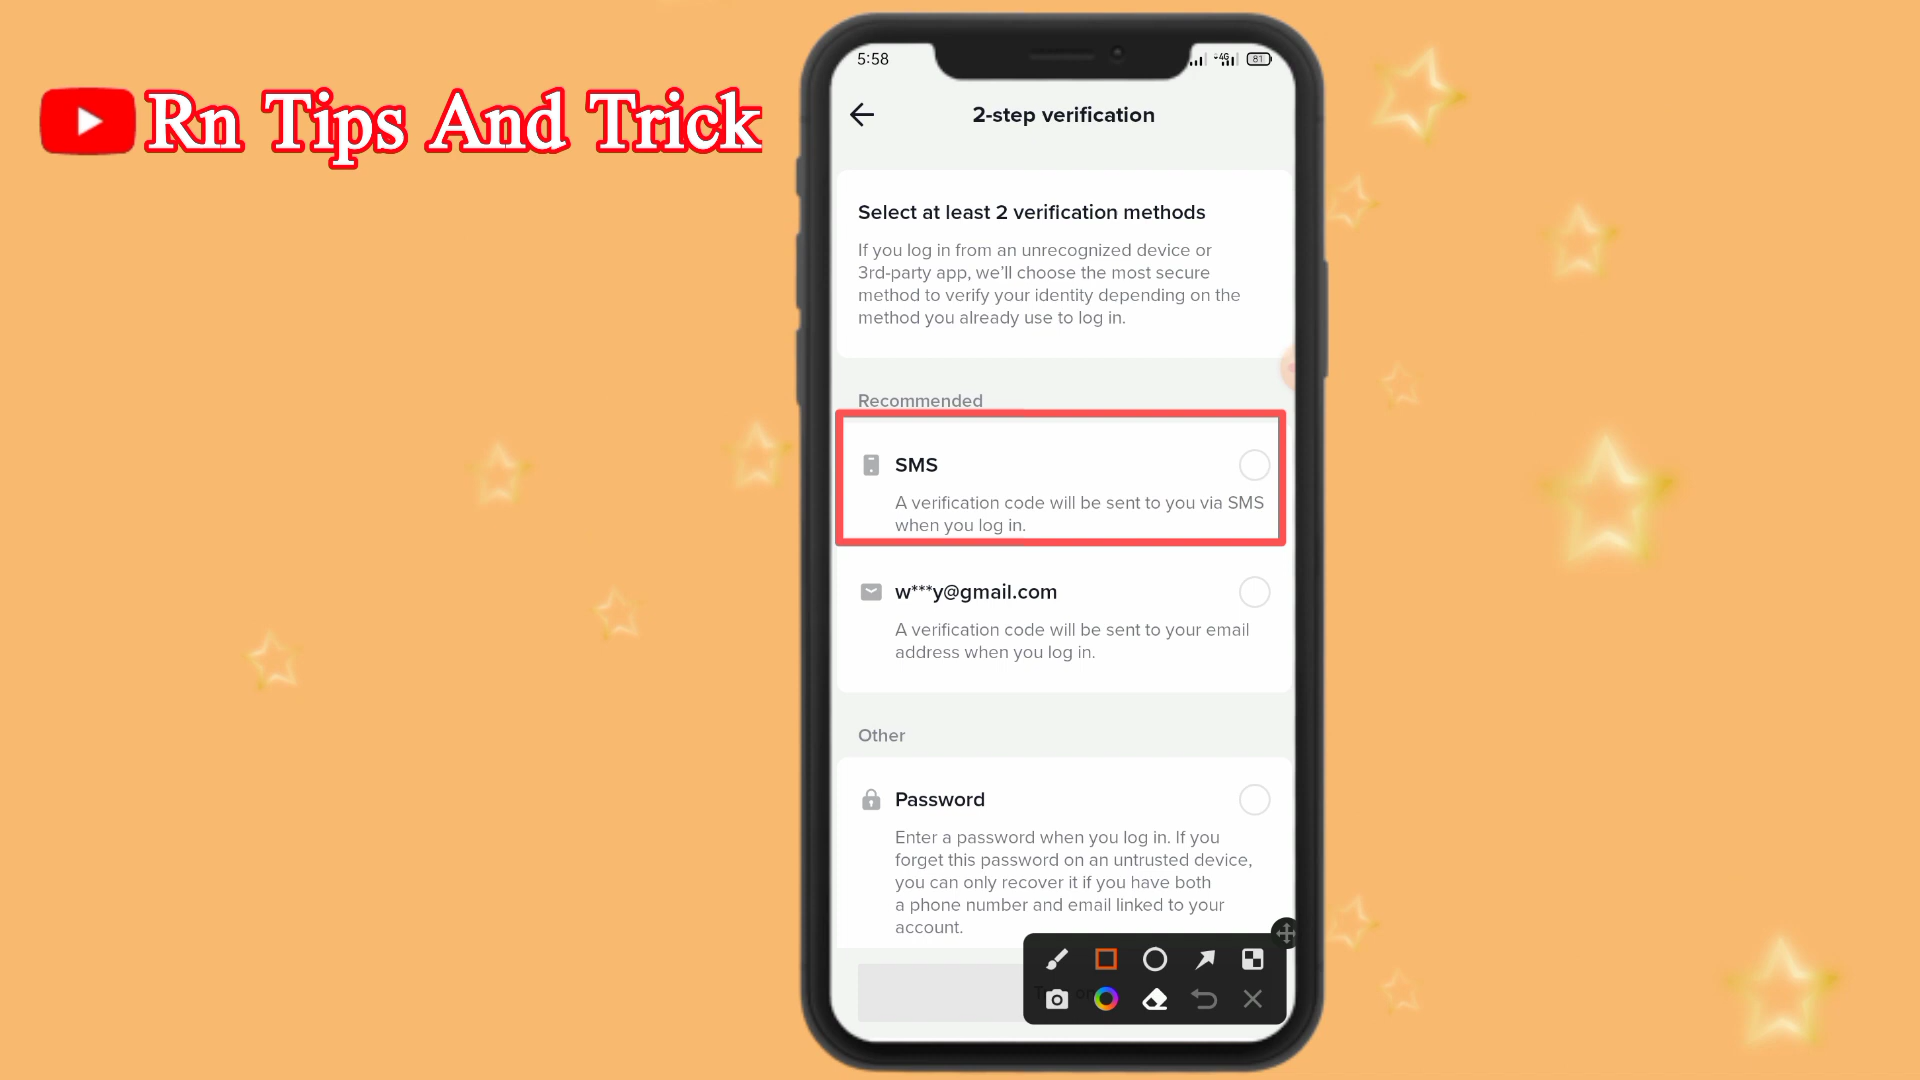 Rn Tips And Trick
5:58
4G
81
2-step verification
Select at least 2 verification methods
If you log in from an unrecognized device or
3rd-party app, we’ll choose the most secure
method to verify your identity depending on the
method you already use to log in.
Recommended
SMS
A verification code will be sent to you via SMS
when you log in.
w***y@gmail.com
A verification code will be sent to your email
address when you log in.
Other
Password
Enter a password when you log in. If you
forget this password on an untrusted device,
you can only recover it if you have both
a phone number and email linked to your
account.